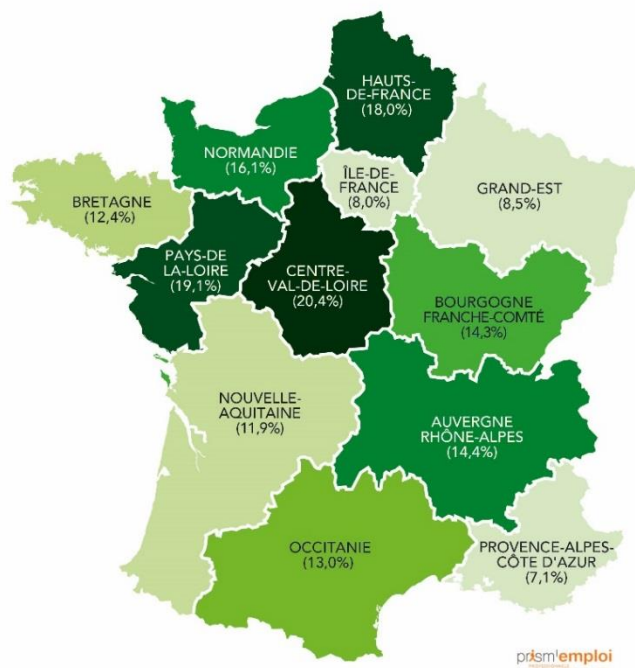 HAUTS-
DE-FRANCE
(18,0%)
NORMANDIE
(16,1%)
ÎLE-DE-
FRANCE
(8,0%)
GRAND-EST
(8,5%)
BRETAGNE
(12,4%)
PAYS-DE
LA-LOIRE
(19,1%)
CENTRE-
VAL-DE-LOIRE
(20,4%)
BOURGOGNE
FRANCHE-COMTÉ
(14,3%)
NOUVELLE-
AQUITAINE
(11,9%)
AUVERGNE
RHÔNE-ALPES
(14,4%)
OCCITANIE
(13,0%)
PROVENCE-ALPES-
CÔTE D'AZUR
(7,1%)
prism'emploi